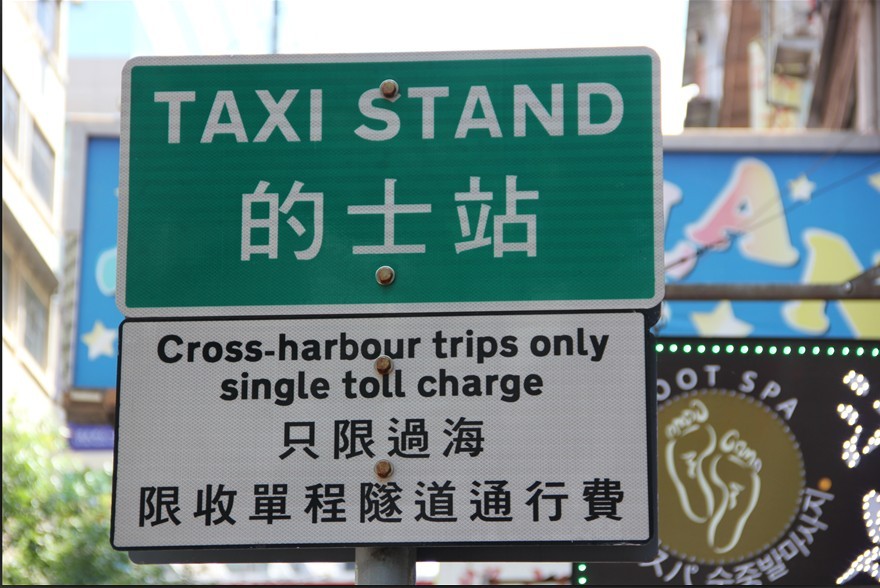 TAXI STAND
的士站
Cross-harbour trips only
single toll charge
只限過海
限收單程隧道通行費
OOT SPA